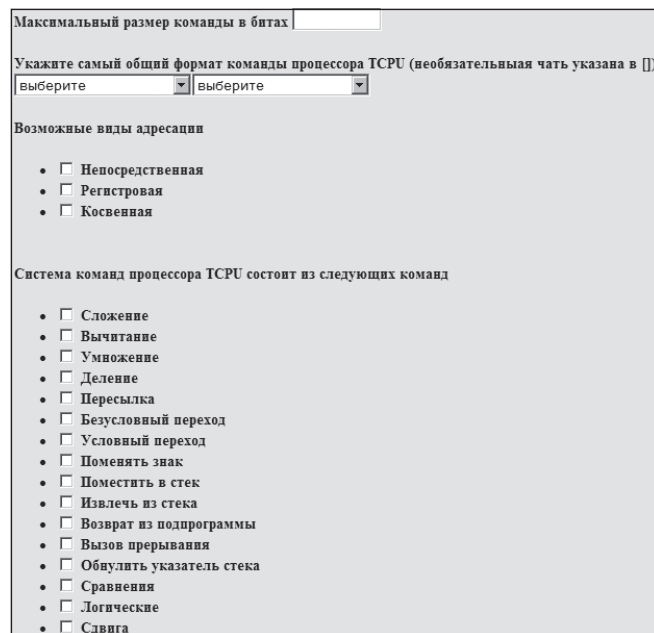 Максимальный размер команды в битах
Укажите самый общий формат команды процессора TCPU (необязательныая чать указана в [])
выберите выберите
Возможные виды адресации
Непосредственная
Регистровая
Косвенная
Система команд процессора TCPU состоит из следующих команд
Сложение
Вычитание
Умножение
Деление
Пересылка
Безусловный переход
Условный переход
Поменять знак
Поместить в стек
Извлечь из стека
Возврат из подпрограммы
Вызов прерывания
Обнулить указатель стека
Сравнения
Логические
Сдвига